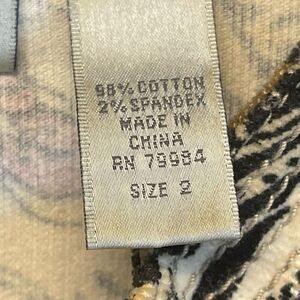 98% COTTON
2% SPANDEX
MADE IN
CHINA
RN 79984
SIZE 2